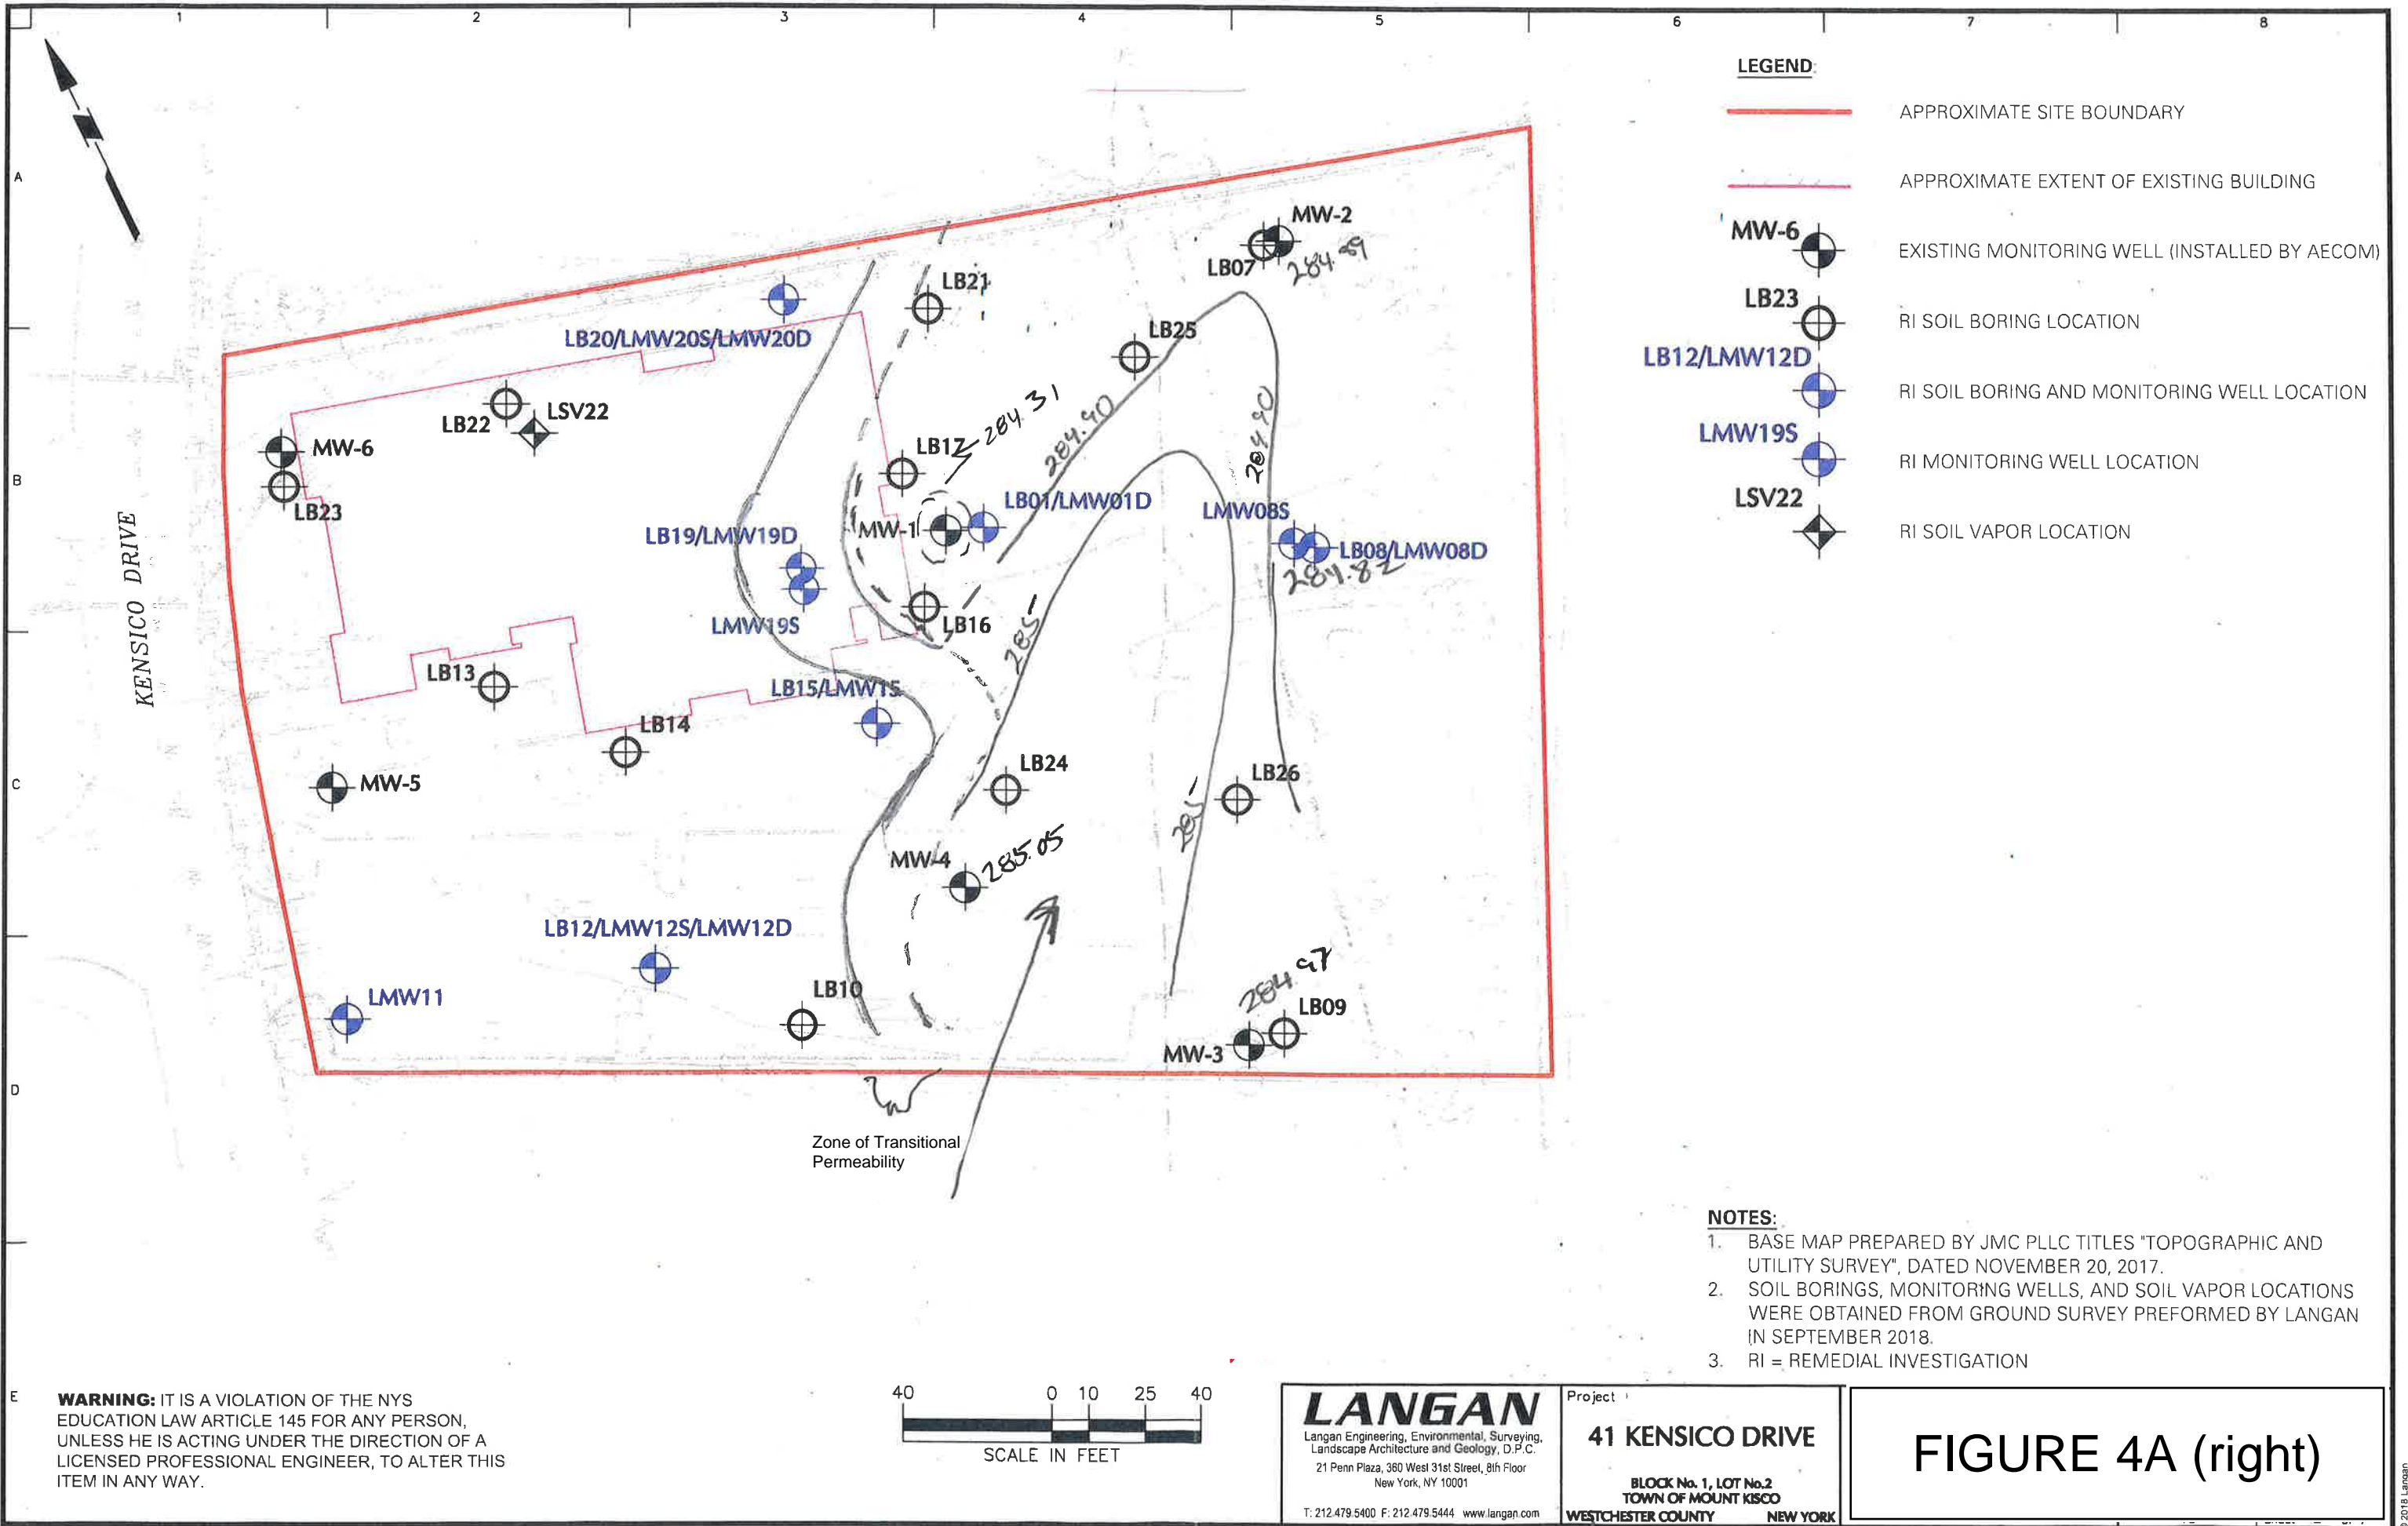 1 2 3 4 5 6 7 8
A
B
C
D
E
LEGEND:
APPROXIMATE SITE BOUNDARY
APPROXIMATE EXTENT OF EXISTING BUILDING
MW-6
EXISTING MONITORING WELL (INSTALLED BY AECOM)
LB23
RI SOIL BORING LOCATION
LB12/LMW12D
RI SOIL BORING AND MONITORING WELL LOCATION
LMW19S
RI MONITORING WELL LOCATION
LSV22
RI SOIL VAPOR LOCATION
MW-2
LB07
284.89
LB21
LB20/LMW20S/LMW20D
LB25
LB22
LSV22
284.31
284.90
284.90
MW-6
LB17
LB23
LB01/LMW01D
MW-1
LMW08S
LB19/LMW19D
LB08/LMW08D
284.82
KENSICO DRIVE
LMW19S
LB16
285
LB13
LB15/LMW15
LB14
LB24
LB26
MW-5
285
MW-4
285.05
LB12/LMW12S/LMW12D
LMW11
LB10
284.97
LB09
MW-3
Zone of Transitional
Permeability
NOTES:
1. BASE MAP PREPARED BY JMC PLLC TITLES "TOPOGRAPHIC AND
UTILITY SURVEY", DATED NOVEMBER 20, 2017.
2. SOIL BORINGS, MONITORING WELLS, AND SOIL VAPOR LOCATIONS
WERE OBTAINED FROM GROUND SURVEY PREFORMED BY LANGAN
IN SEPTEMBER 2018.
3. RI = REMEDIAL INVESTIGATION
WARNING: IT IS A VIOLATION OF THE NYS
EDUCATION LAW ARTICLE 145 FOR ANY PERSON,
UNLESS HE IS ACTING UNDER THE DIRECTION OF A
LICENSED PROFESSIONAL ENGINEER, TO ALTER THIS
ITEM IN ANY WAY.
40 0 10 25 40
SCALE IN FEET
LANGAN
Langan Engineering, Environmental, Surveying,
Landscape Architecture and Geology, D.P.C.
21 Penn Plaza, 360 West 31st Street, 8th Floor
New York, NY 10001
T: 212.479.5400 F: 212.479.5444 www.langan.com
Project
41 KENSICO DRIVE
BLOCK No. 1, LOT No.2
TOWN OF MOUNT KISCO
WESTCHESTER COUNTY NEW YORK
FIGURE 4A (right)
2018 Langan